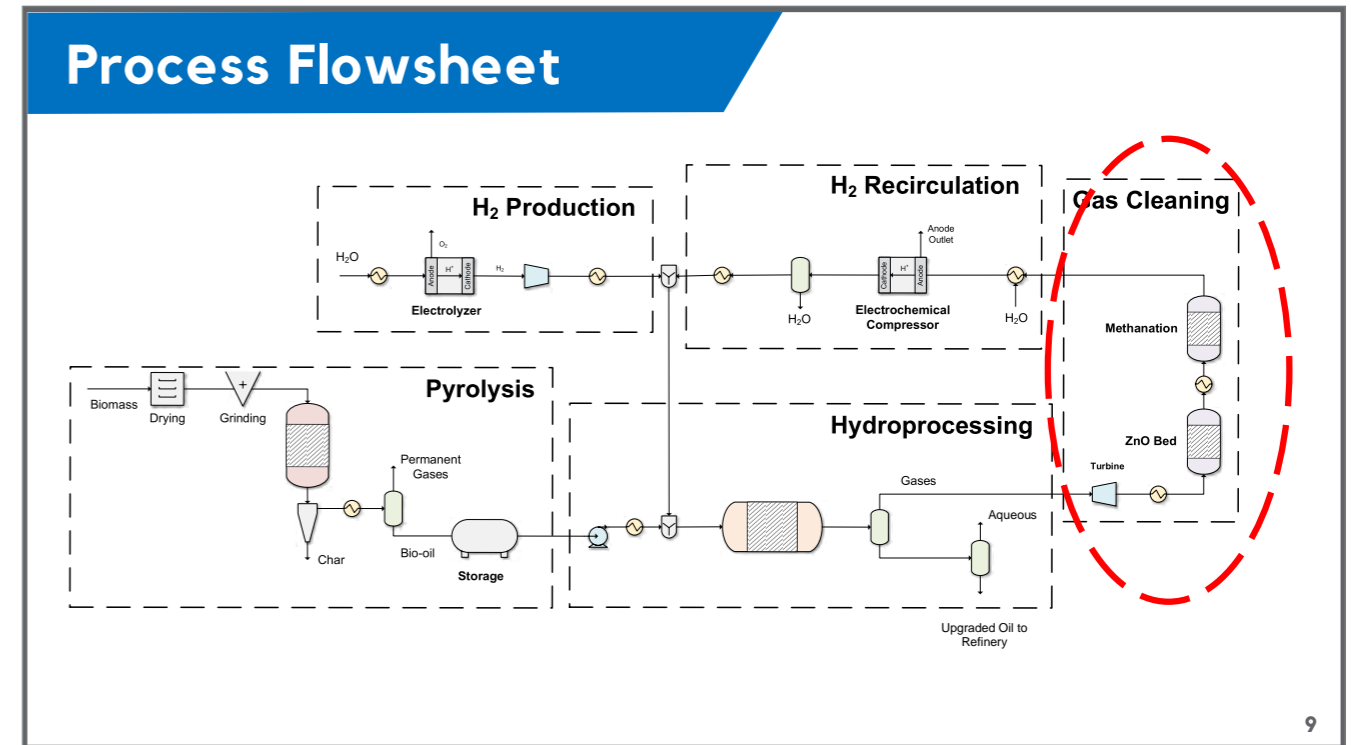 Process Flowsheet
H₂ Production
H₂O
O₂
Anode
H⁺
Cathode
H₂
Electrolyzer
H₂ Recirculation
Anode
Outlet
Cathode
H⁺
Anode
H₂O
Electrochemical
Compressor
H₂O
Gas Cleaning
Methanation
ZnO Bed
Turbine
Pyrolysis
Biomass
Drying
+
Grinding
Permanent
Gases
Char
Bio-oil
Storage
Hydroprocessing
Gases
Aqueous
Upgraded Oil to
Refinery
9